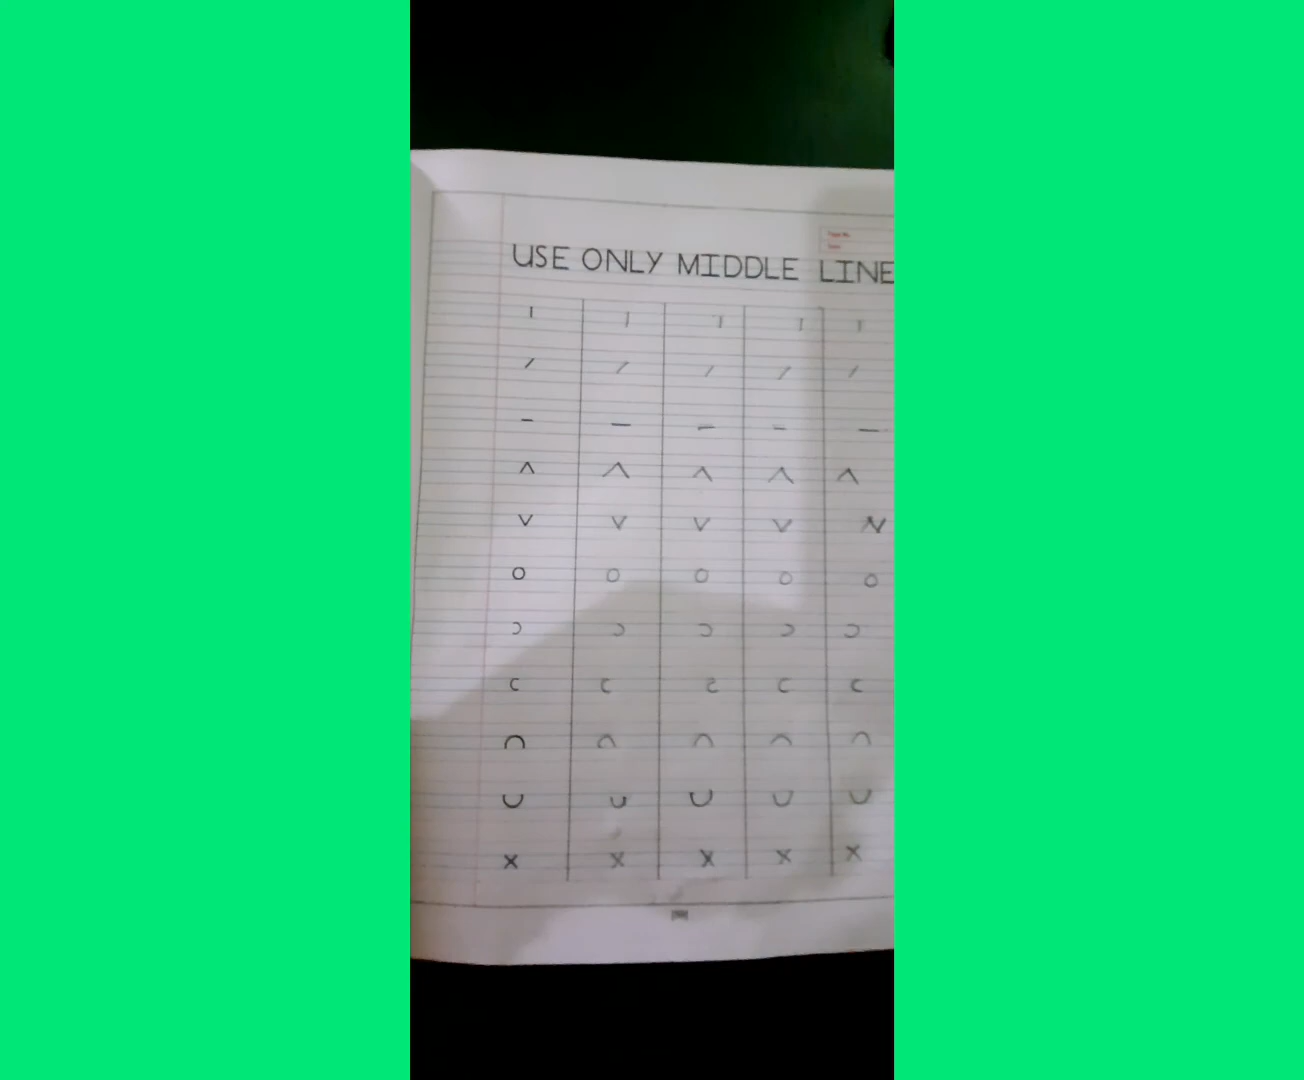 USE ONLY MIDDLE LINE
I I I I I
/ / / / /
- - - - -
ʌ ʌ ʌ ʌ ʌ
v v v v N
o o o o o
ɔ ɔ ɔ ɔ ɔ
c c c c c
∩ ∩ ∩ ∩ ∩
∪ ∪ ∪ ∪ ∪
x x x x x